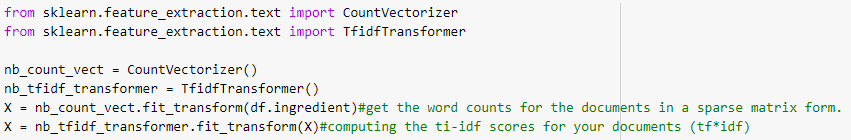 from sklearn.feature_extraction.text import CountVectorizer
from sklearn.feature_extraction.text import TfidfTransformer
nb_count_vect = CountVectorizer()
nb_tfidf_transformer = TfidfTransformer()
X = nb_count_vect.fit_transform(df.ingredient)#get the word counts for the documents in a sparse matrix form.
X = nb_tfidf_transformer.fit_transform(X)#computing the ti-idf scores for your documents (tf*idf)